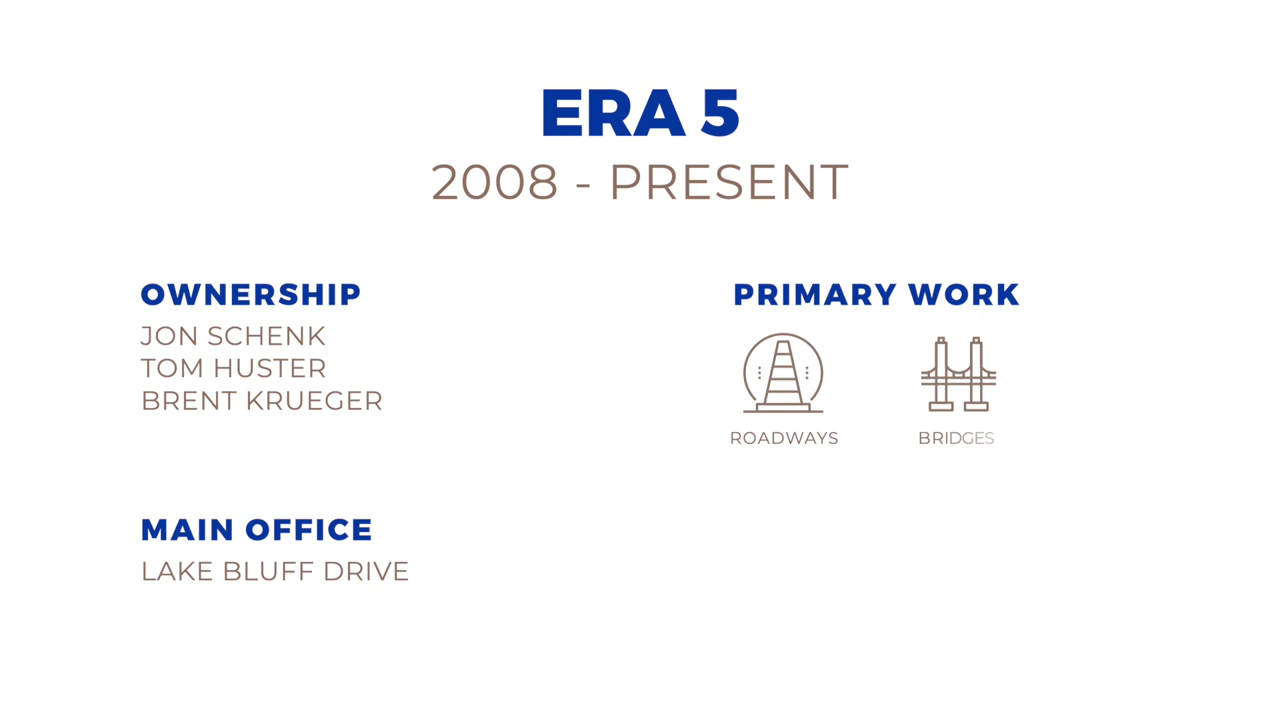 ERA 5
2008 - PRESENT
OWNERSHIP
JON SCHENK
TOM HUSTER
BRENT KRUEGER
PRIMARY WORK
ROADWAYS
BRIDGES
MAIN OFFICE
LAKE BLUFF DRIVE